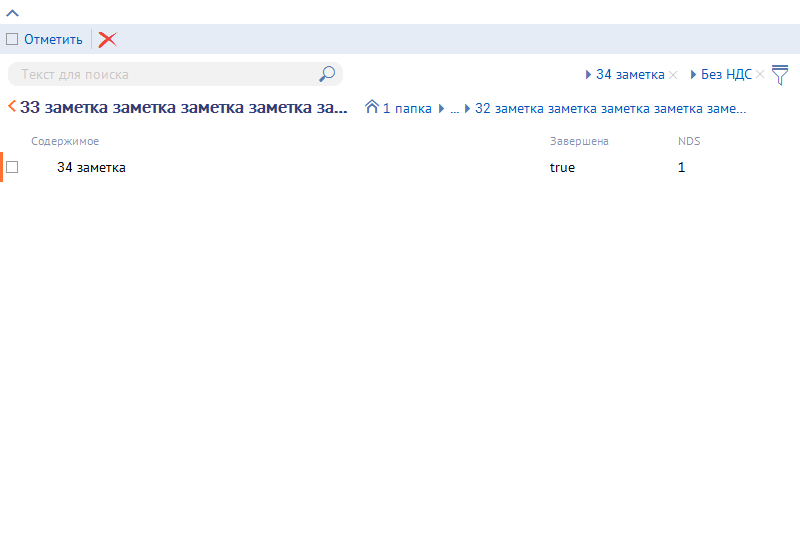 Отметить
Текст для поиска
34 заметка
Без НДС
33 заметка заметка заметка заметка за...
1 папка ... 32 заметка заметка заметка заметка заме...
Содержимое Завершена NDS
34 заметка true 1